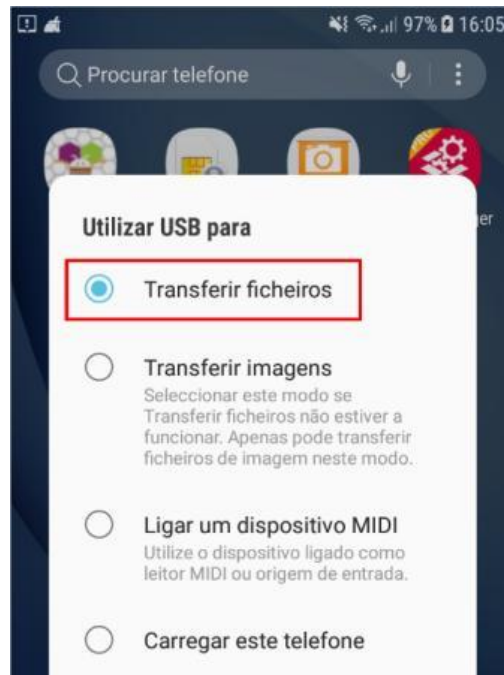 97% 16:05
Procurar telefone
PRO
er
Utilizar USB para
Transferir ficheiros
Transferir imagens
Seleccionar este modo se
Transferir ficheiros não estiver a
funcionar. Apenas pode transferir
ficheiros de imagem neste modo.
Ligar um dispositivo MIDI
Utilize o dispositivo ligado como
leitor MIDI ou origem de entrada.
Carregar este telefone